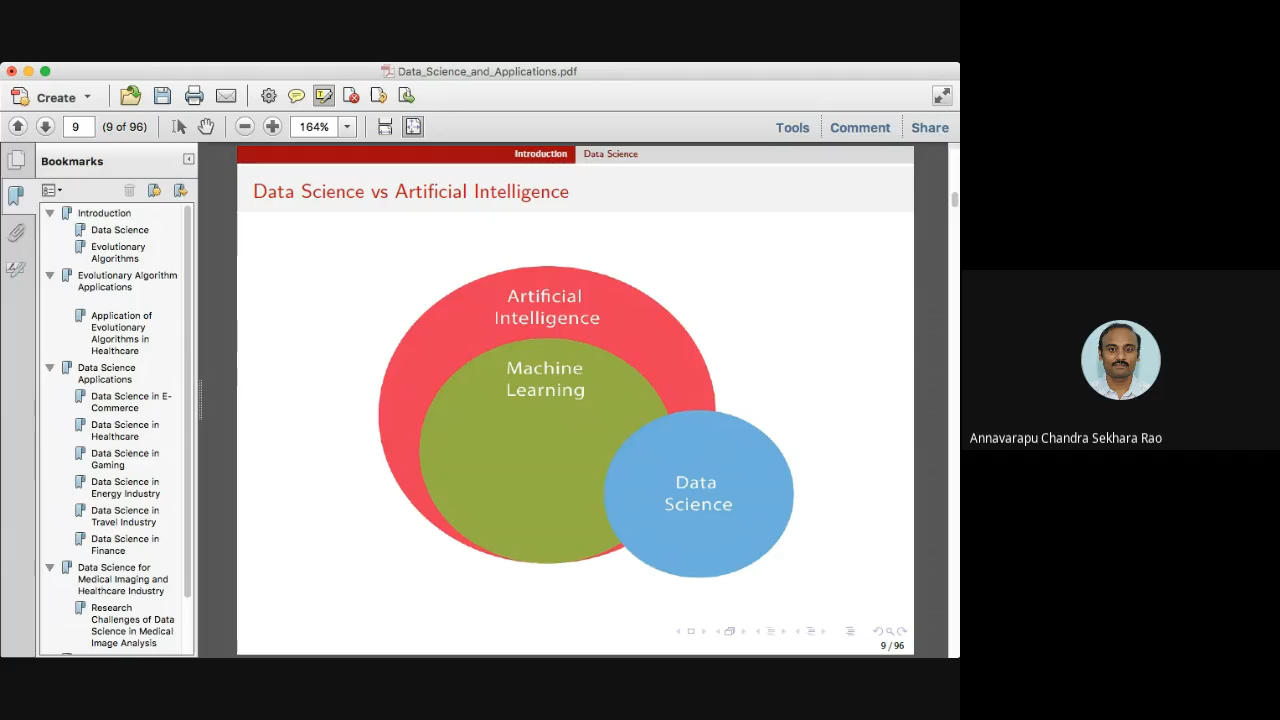 Data_Science_and_Applications.pdf
Create
9 (9 of 96) 164% Tools Comment Share
Bookmarks
Introduction
Data Science
Evolutionary
Algorithms
Evolutionary Algorithm
Applications
Application of
Evolutionary
Algorithms in
Healthcare
Data Science
Applications
Data Science in E-
Commerce
Data Science in
Healthcare
Data Science in
Gaming
Data Science in
Energy Industry
Data Science in
Travel Industry
Data Science in
Finance
Data Science for
Medical Imaging and
Healthcare Industry
Research
Challenges of Data
Science in Medical
Image Analysis
Introduction Data Science
Data Science vs Artificial Intelligence
Artificial
Intelligence
Machine
Learning
Data
Science
9 / 96
Annavarapu Chandra Sekhara Rao